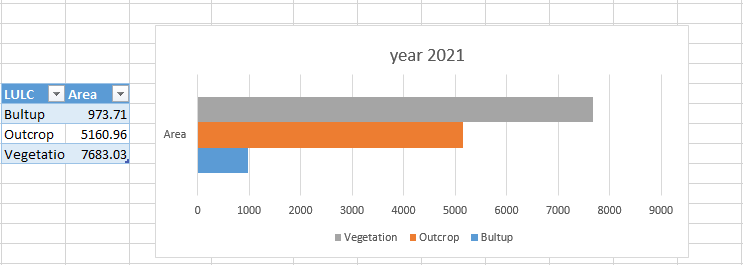 LULC Area
Bultup 973.71
Outcrop 5160.96
Vegetatio 7683.03
year 2021
Area
0 1000 2000 3000 4000 5000 6000 7000 8000 9000
Vegetation Outcrop Bultup